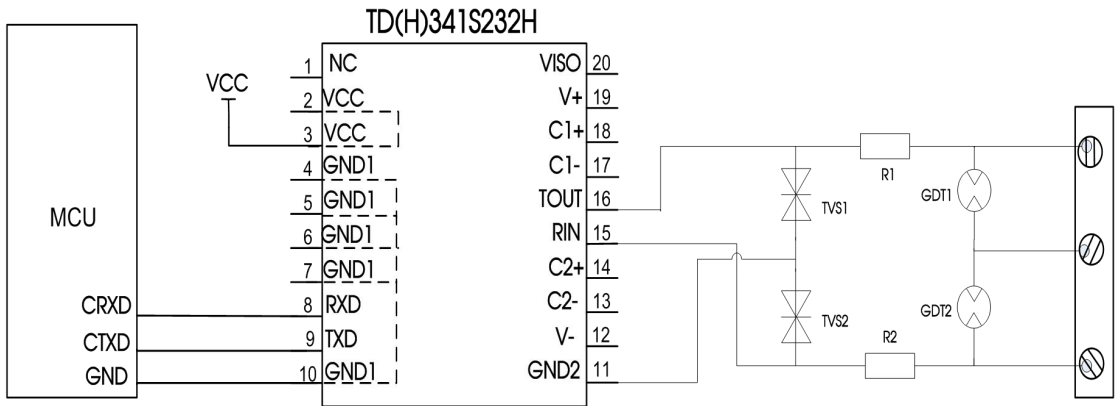 TD(H)341S232H
MCU
CRXD
CTXD
GND
VCC
1 NC
2 VCC
3 VCC
4 GND1
5 GND1
6 GND1
7 GND1
8 RXD
9 TXD
10 GND1
VISO 20
V+ 19
C1+ 18
C1- 17
TOUT 16
RIN 15
C2+ 14
C2- 13
V- 12
GND2 11
TVS1
TVS2
R1
R2
GDT1
GDT2